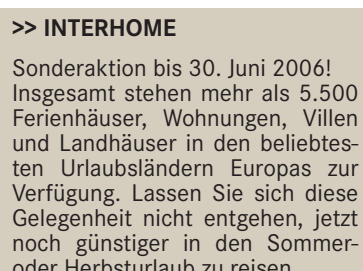 >> INTERHOME
Sonderaktion bis 30. Juni 2006!
Insgesamt stehen mehr als 5.500
Ferienhäuser, Wohnungen, Villen
und Landhäuser in den beliebtes-
ten Urlaubsländern Europas zur
Verfügung. Lassen Sie sich diese
Gelegenheit nicht entgehen, jetzt
noch günstiger in den Sommer-
oder Herbsturlaub zu reisen